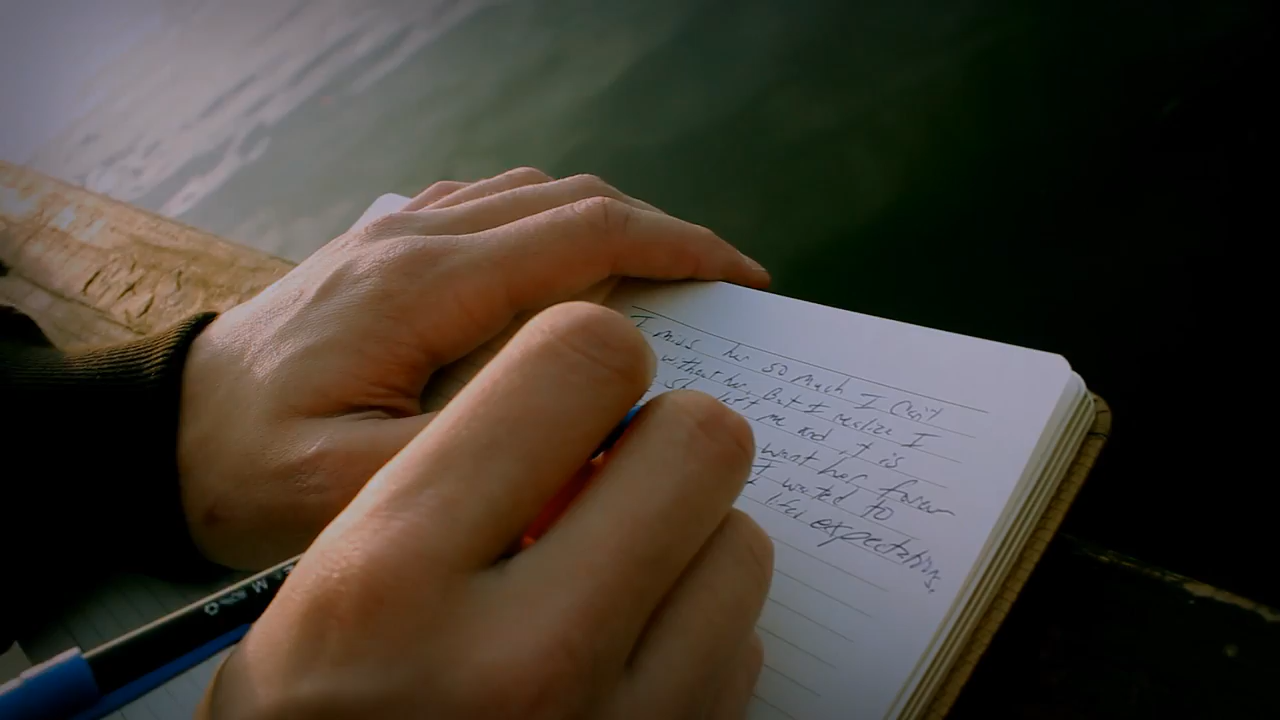 I miss her so much I can't
without her. But I realize I
She left me and it is
want her forever
I wanted to
life expectations.